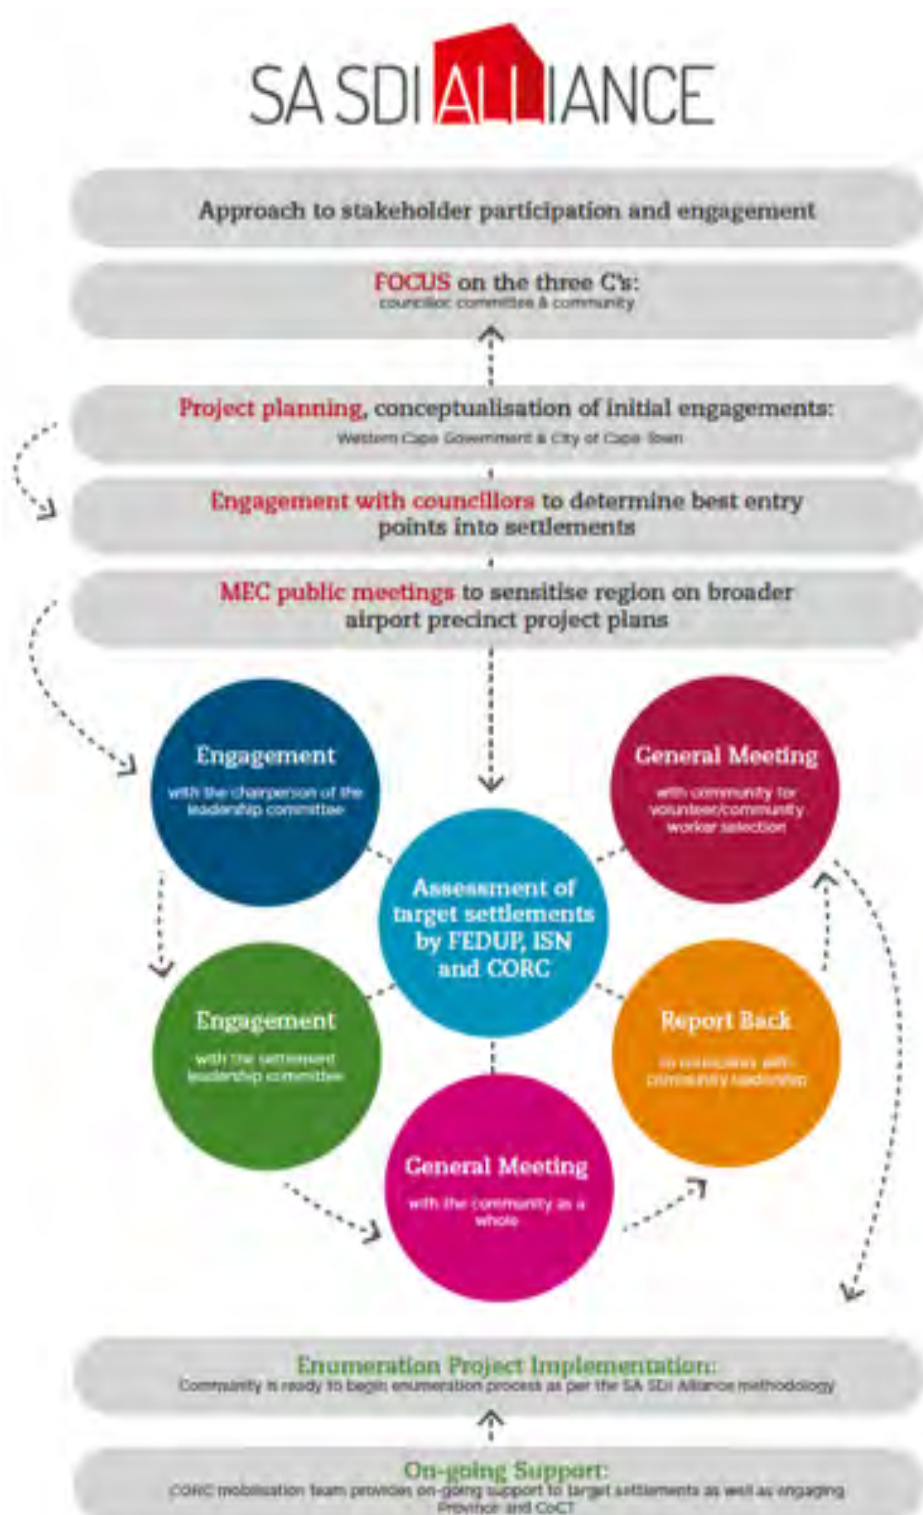 SA SDI ALLIANCE
Approach to stakeholder participation and engagement
FOCUS on the three C's:
councillor, committee & community
Project planning, conceptualisation of initial engagements:
Western Cape Government & City of Cape Town
Engagement with councillors to determine best entry
points into settlements
MEC public meetings to sensitise region on broader
airport precinct project plans
Engagement
with the chairperson of the
leadership committee
General Meeting
with community for
volunteer/community
worker selection
Assessment of
target settlements
by FEDUP, ISN
and CORC
Engagement
with the settlement
leadership committee
Report Back
with
community leadership
General Meeting
with the community as a
whole
Enumeration Project Implementation:
Community is ready to begin enumeration process as per the SA SDI Alliance methodology
On-going Support:
CORC mobilisation team provides on-going support to target settlements as well as engaging
Province and CoCT